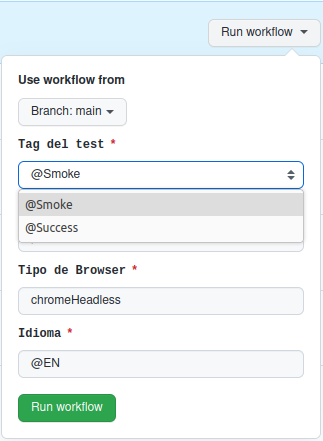 Run workflow
Use workflow from
Branch: main
Tag del test *
@Smoke
@Smoke
@Success
Tipo de Browser *
chromeHeadless
Idioma *
@EN
Run workflow